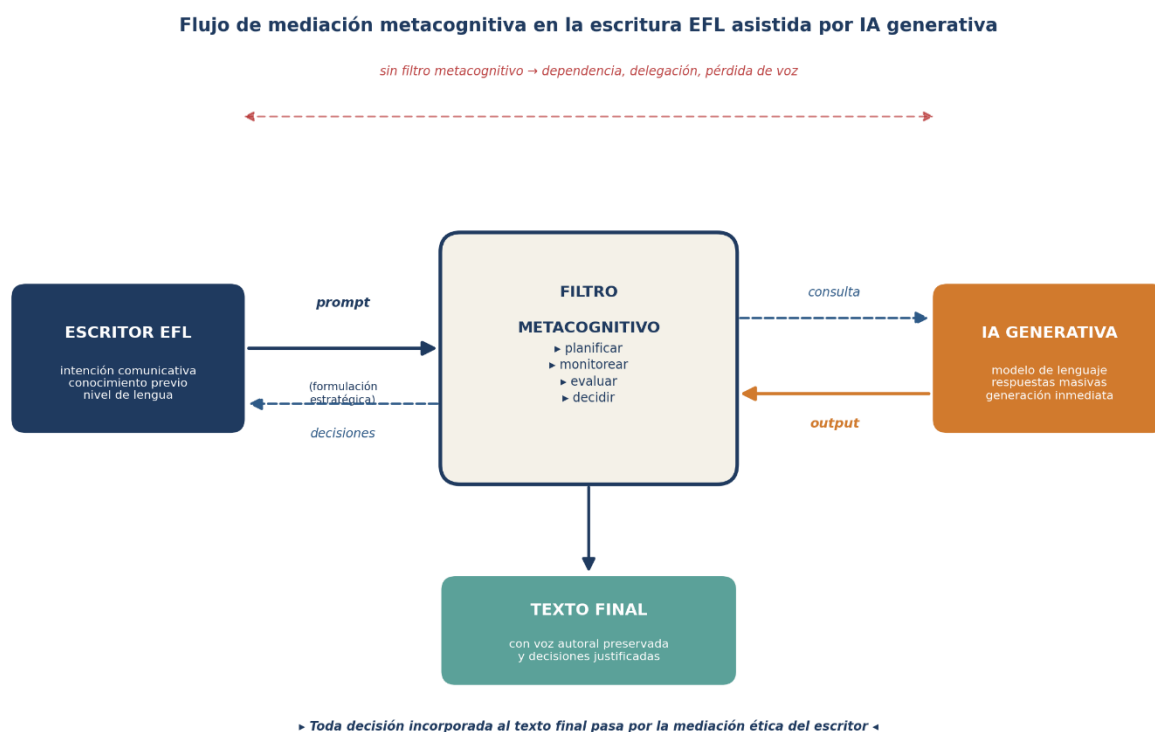 Flujo de mediación metacognitiva en la escritura EFL asistida por IA generativa
sin filtro metacognitivo → dependencia, delegación, pérdida de voz
ESCRITOR EFL
intención comunicativa
conocimiento previo
nivel de lengua
prompt
(formulación
estratégica)
decisiones
FILTRO
METACOGNITIVO
▸ planificar
▸ monitorear
▸ evaluar
▸ decidir
consulta
output
IA GENERATIVA
modelo de lenguaje
respuestas masivas
generación inmediata
TEXTO FINAL
con voz autoral preservada
y decisiones justificadas
▸ Toda decisión incorporada al texto final pasa por la mediación ética del escritor ◂